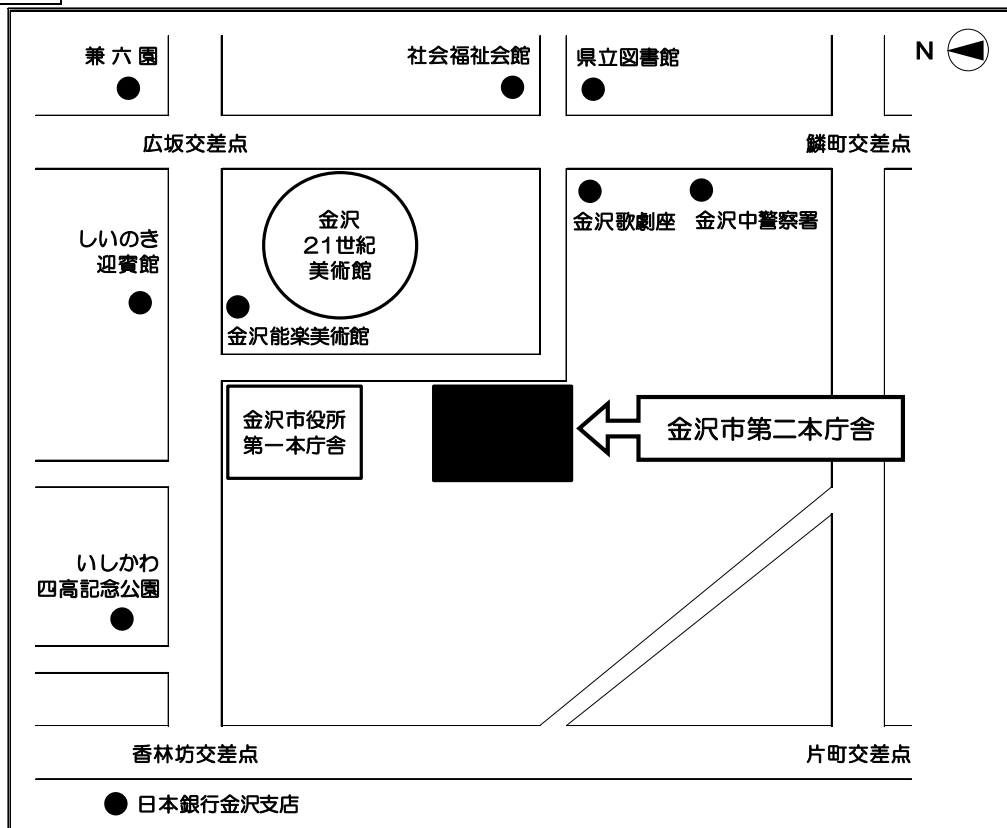 兼六園
社会福祉会館
県立図書館
N
広坂交差点
鱗町交差点
しいのき
迎賓館
金沢
21世紀
美術館
金沢歌劇座
金沢中警察署
金沢能楽美術館
金沢市役所
第一本庁舎
金沢市第二本庁舎
いしかわ
四高記念公園
香林坊交差点
片町交差点
日本銀行金沢支店